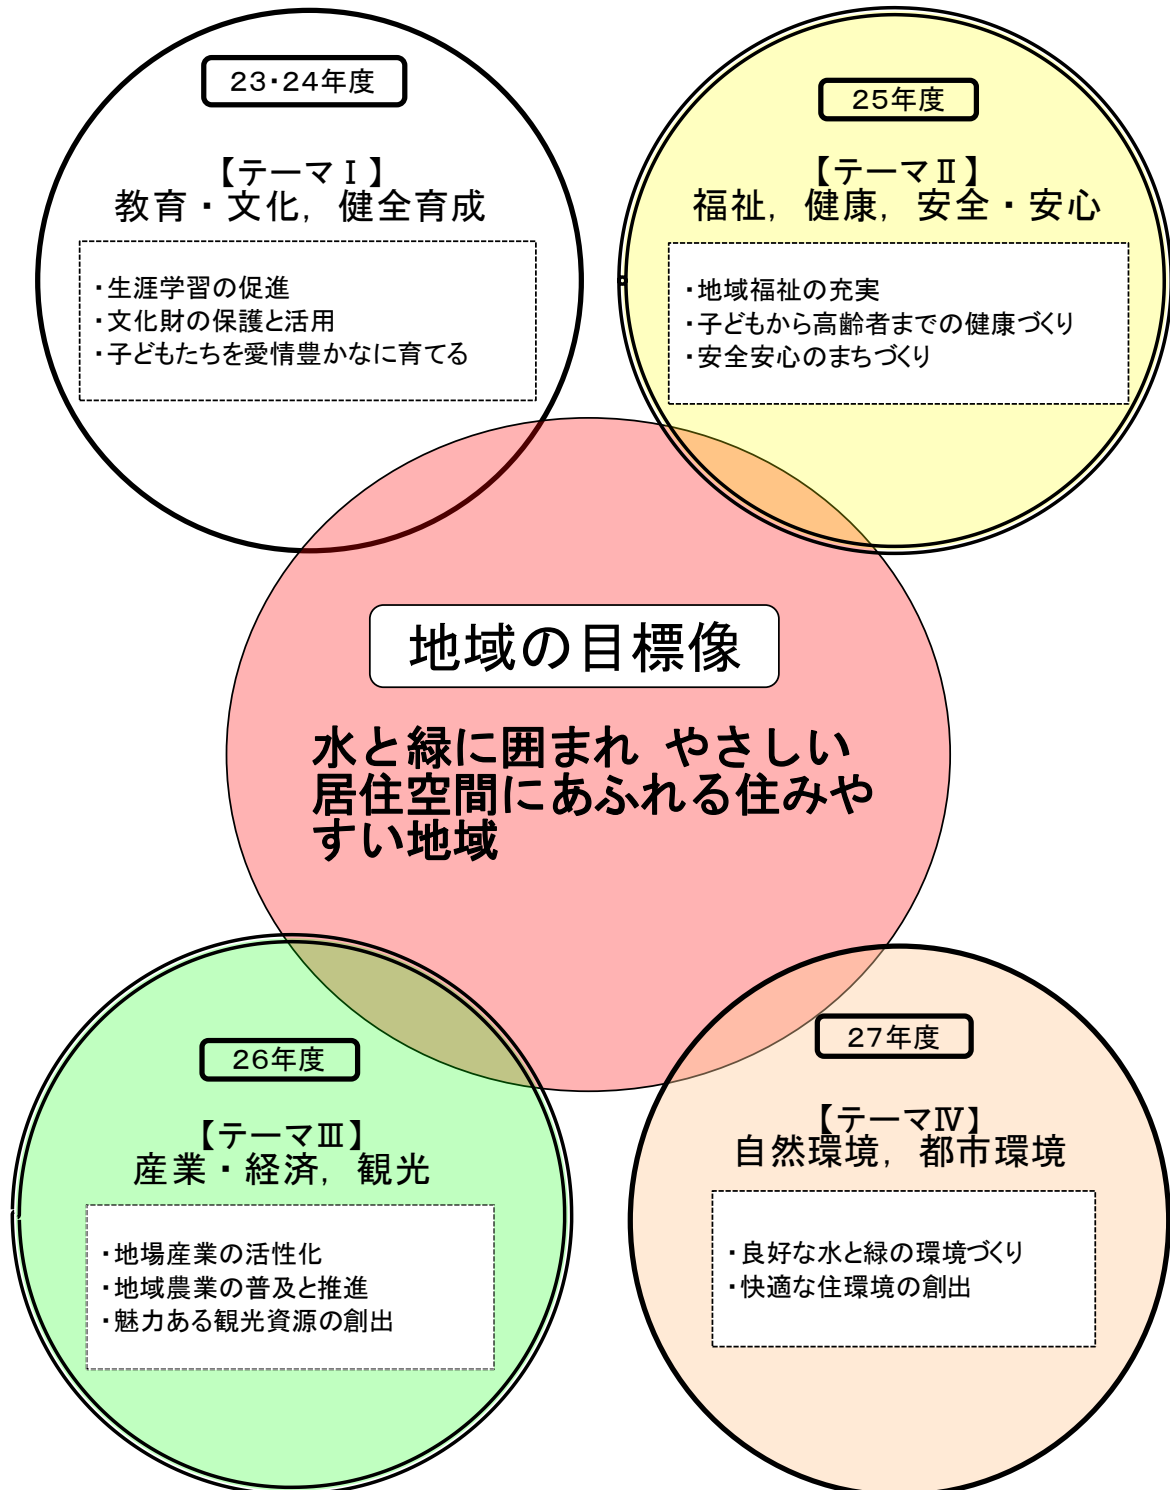 23・24年度
【テーマⅠ】
教育・文化，健全育成
・生涯学習の促進
・文化財の保護と活用
・子どもたちを愛情豊かなに育てる
25年度
【テーマⅡ】
福祉，健康，安全・安心
・地域福祉の充実
・子どもから高齢者までの健康づくり
・安全安心のまちづくり
地域の目標像
水と緑に囲まれ やさしい
居住空間にあふれる住みや
すい地域
26年度
【テーマⅢ】
産業・経済，観光
・地場産業の活性化
・地域農業の普及と推進
・魅力ある観光資源の創出
27年度
【テーマⅣ】
自然環境，都市環境
・良好な水と緑の環境づくり
・快適な住環境の創出